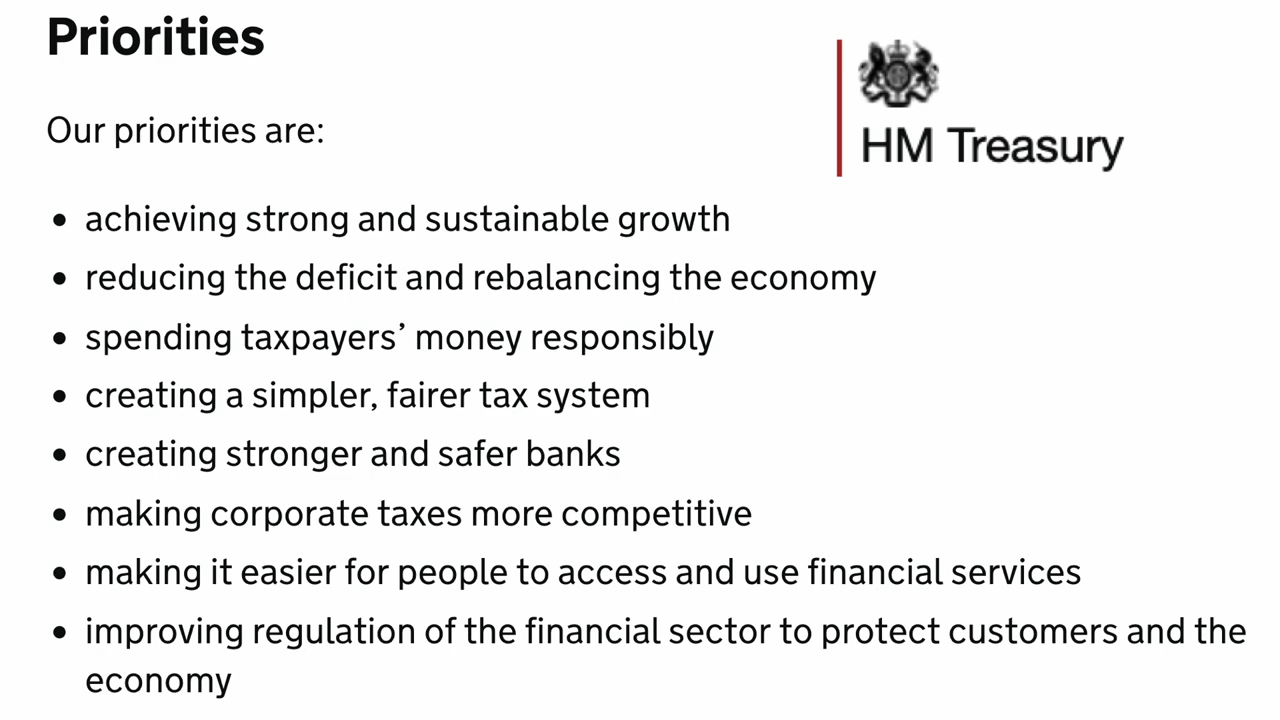 Priorities
HM Treasury
Our priorities are:
• achieving strong and sustainable growth
• reducing the deficit and rebalancing the economy
• spending taxpayers’ money responsibly
• creating a simpler, fairer tax system
• creating stronger and safer banks
• making corporate taxes more competitive
• making it easier for people to access and use financial services
• improving regulation of the financial sector to protect customers and the
economy